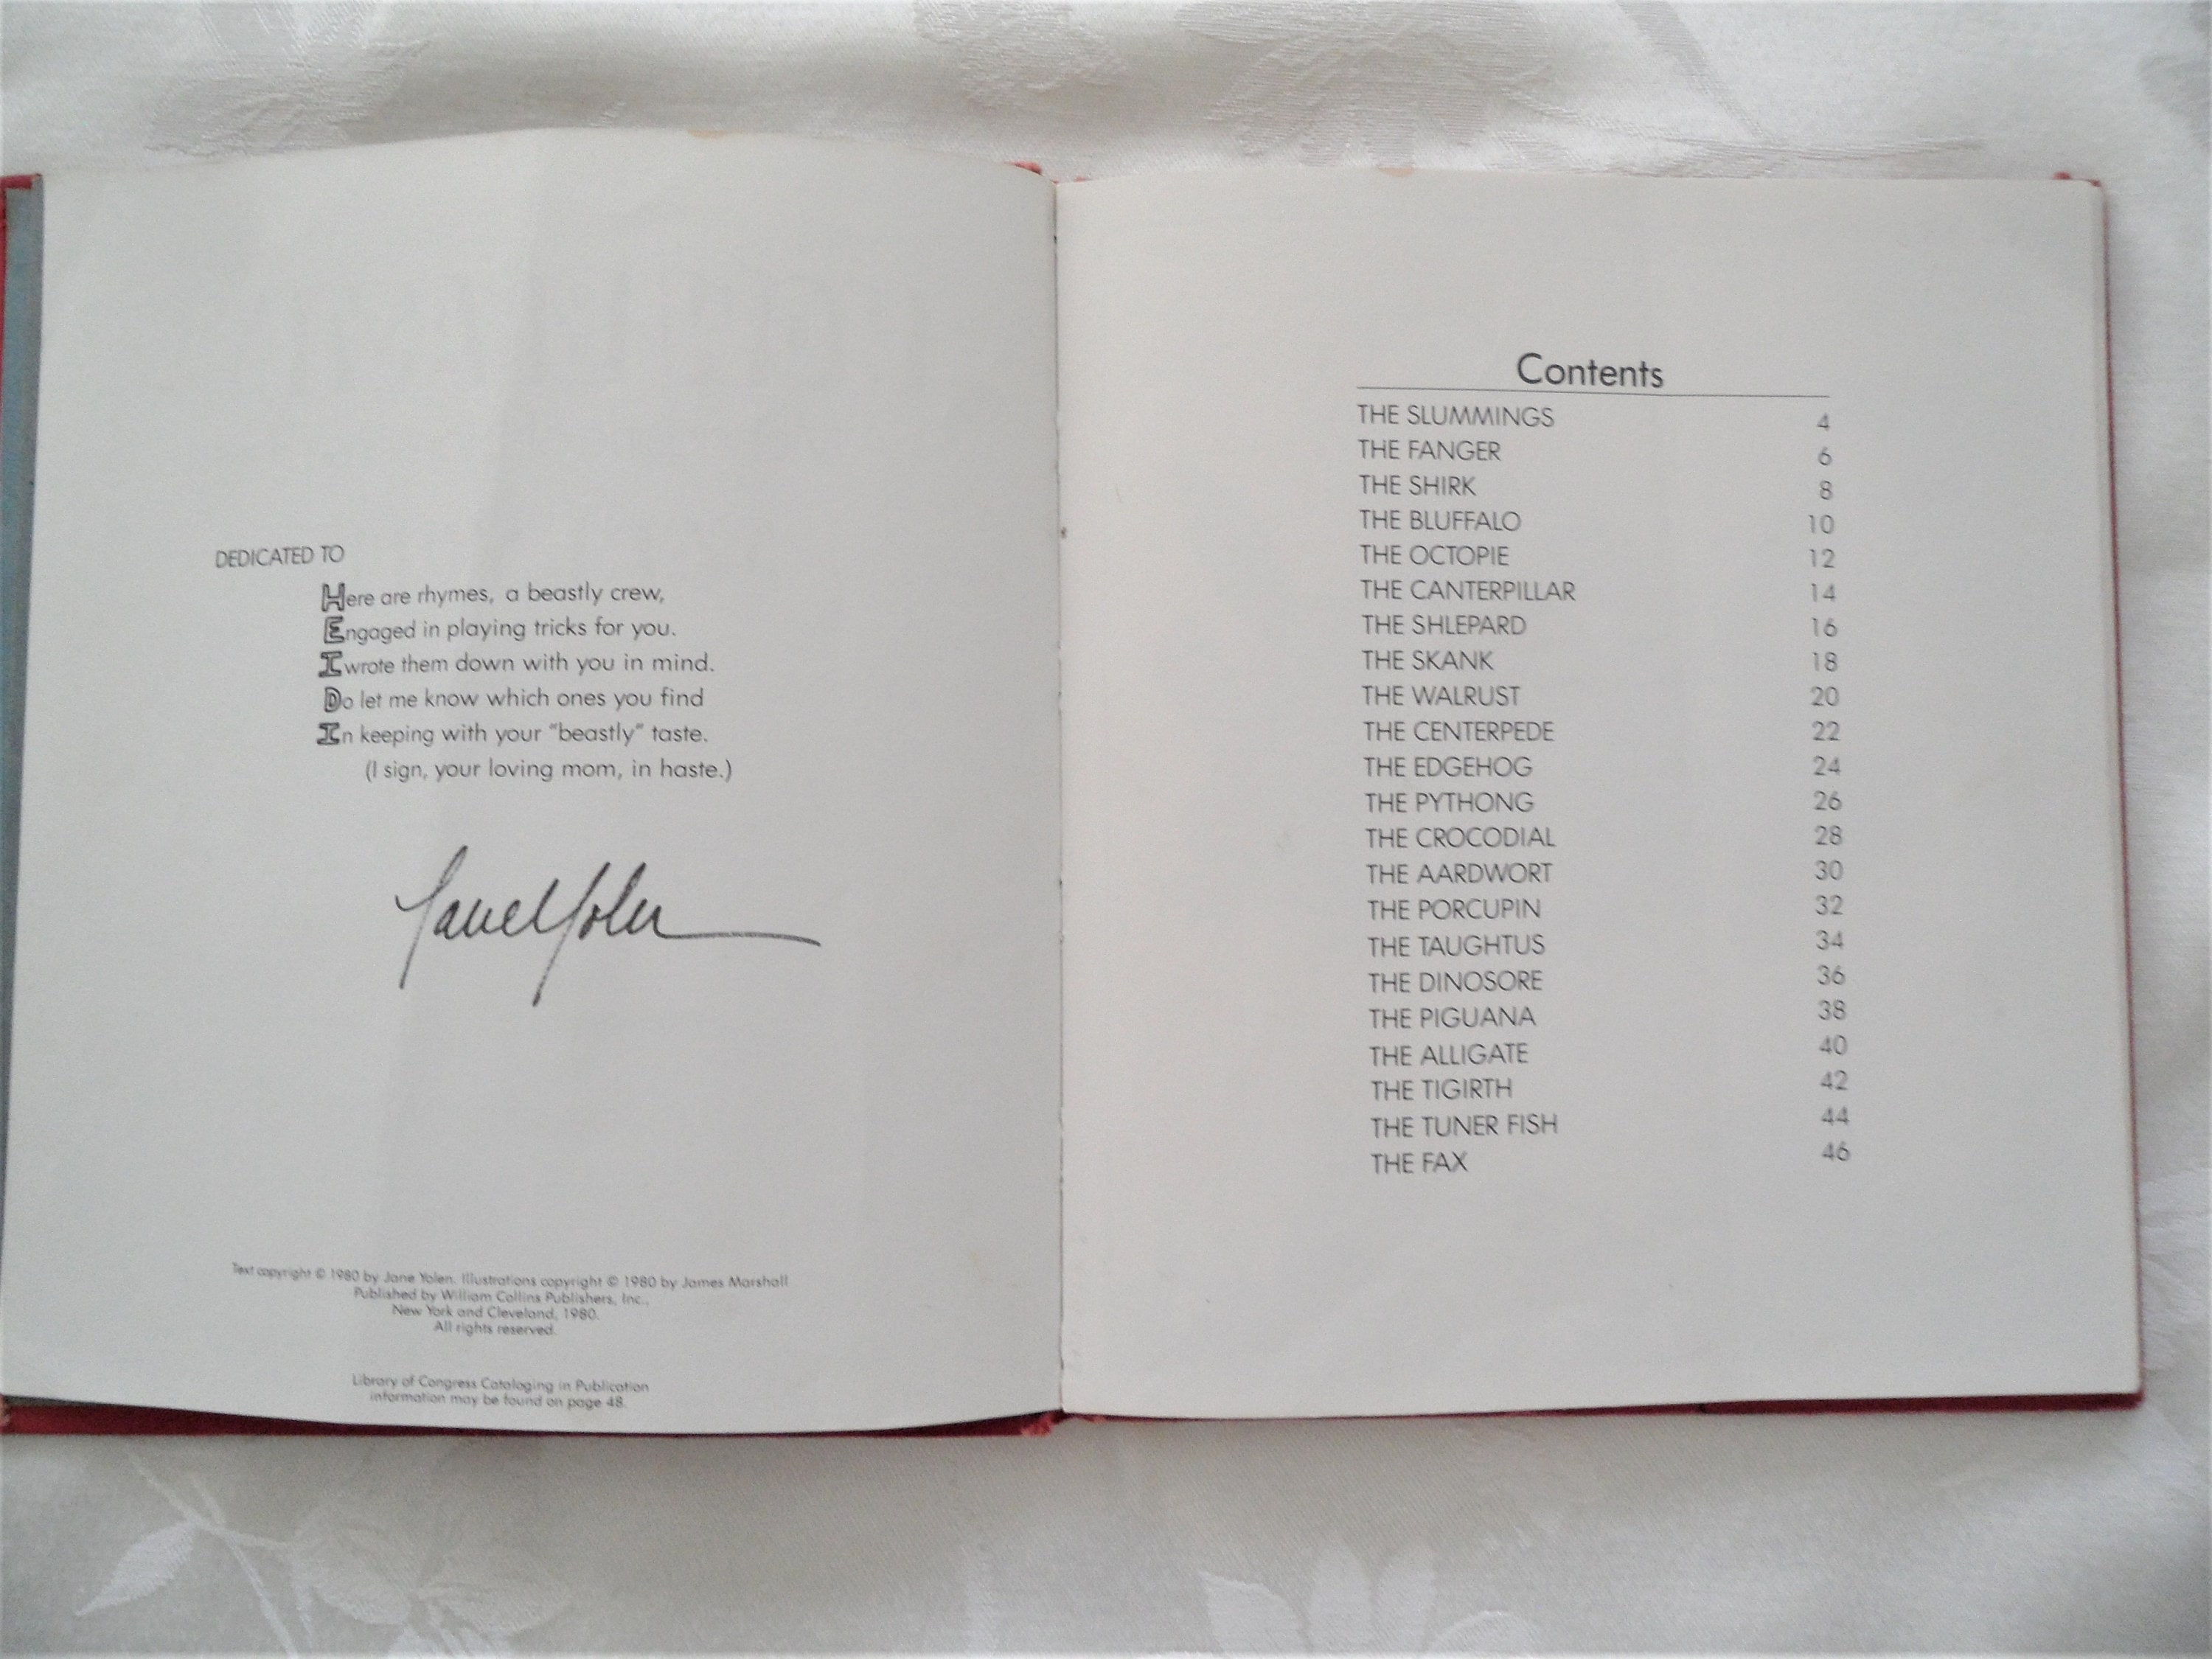 DEDICATED TO
Here are rhymes, a beastly crew,
Engaged in playing tricks for you.
I wrote them down with you in mind.
Do let me know which ones you find
In keeping with your "beastly" taste.
(I sign, your loving mom, in haste.)
Jane Yolen
Text copyright © 1980 by Jane Yolen. Illustrations copyright © 1980 by James Marshall
Published by William Collins Publishers, Inc.,
New York and Cleveland, 1980.
All rights reserved.
Library of Congress Cataloging in Publication
information may be found on page 48.
Contents
THE SLUMMINGS 4
THE FANGER 6
THE SHIRK 8
THE BLUFFALO 10
THE OCTOPIE 12
THE CANTERPILLAR 14
THE SHLEPARD 16
THE SKANK 18
THE WALRUST 20
THE CENTERPEDE 22
THE EDGEHOG 24
THE PYTHONG 26
THE CROCODIAL 28
THE AARDWORT 30
THE PORCUPIN 32
THE TAUGHTUS 34
THE DINOSORE 36
THE PIGUANA 38
THE ALLIGATE 40
THE TIGIRTH 42
THE TUNER FISH 44
THE FAX 46